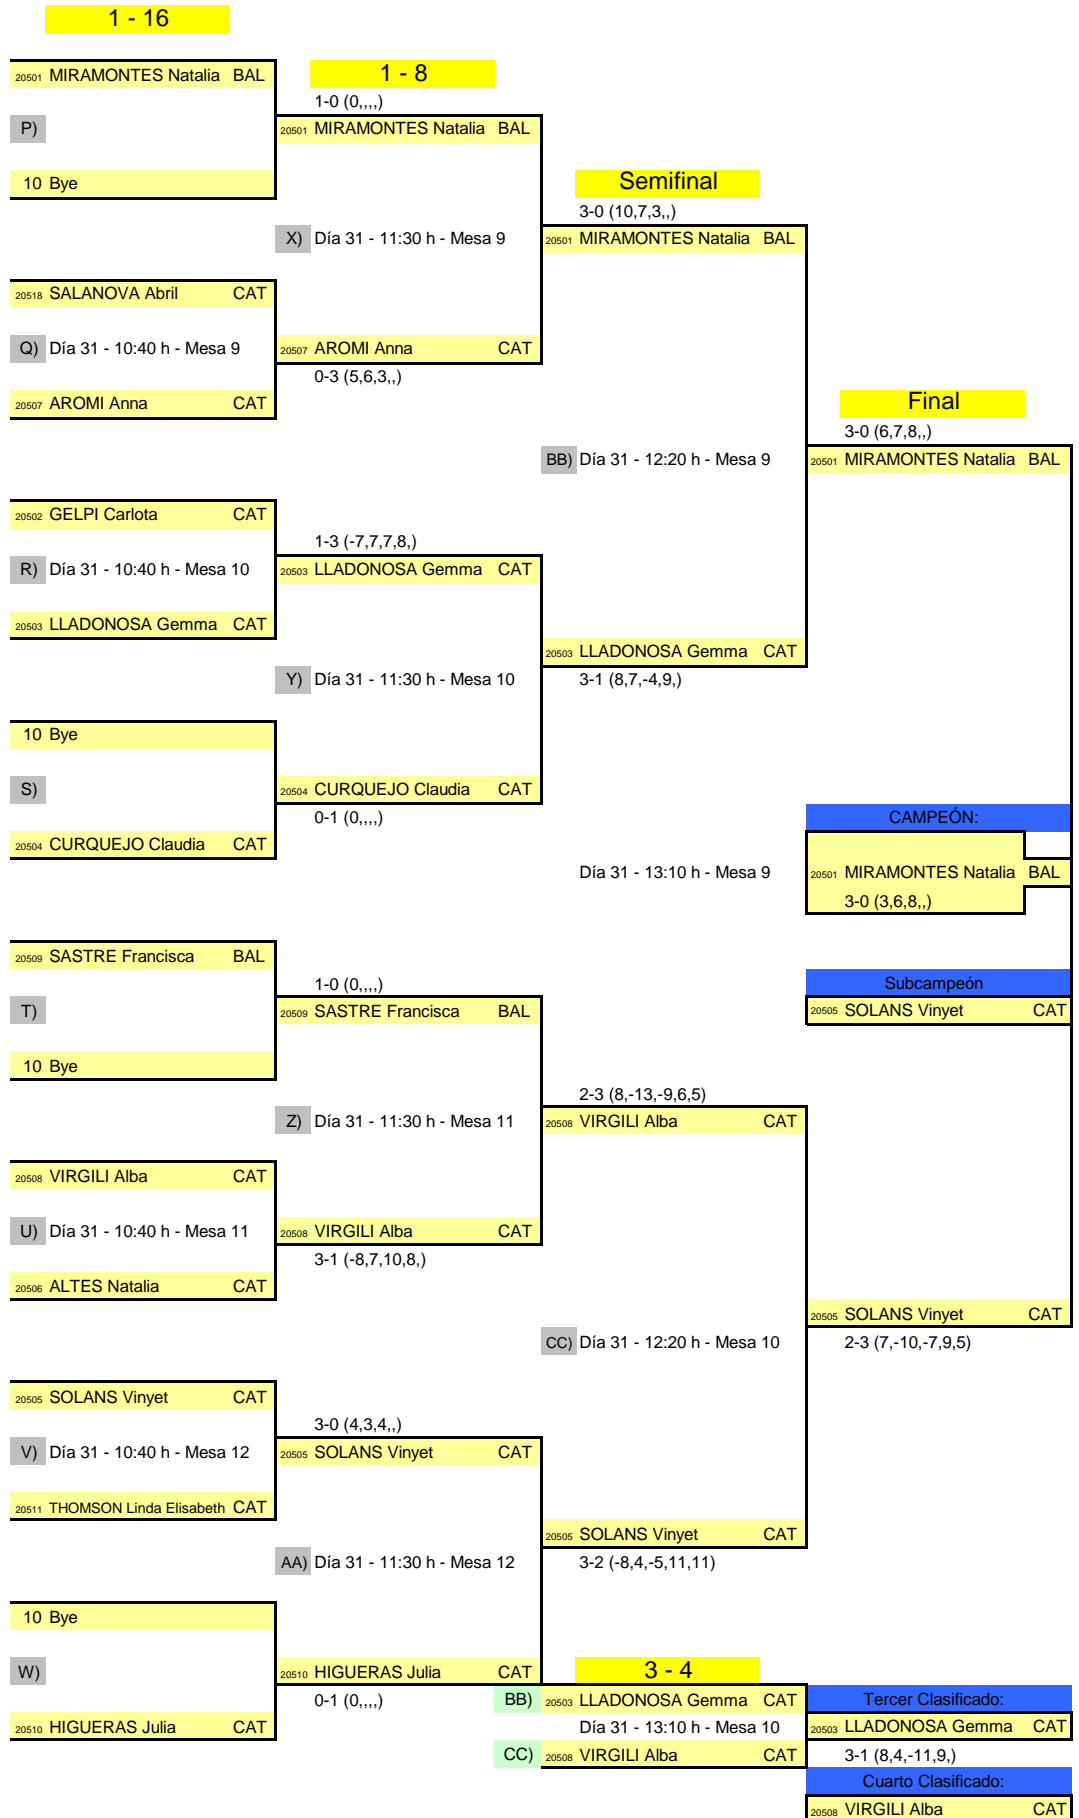 1 - 16
20501 MIRAMONTES Natalia BAL
1 - 8
1-0 (0,,,,)
P)
20501 MIRAMONTES Natalia BAL
10 Bye
Semifinal
3-0 (10,7,3,,)
X) Día 31 - 11:30 h - Mesa 9
20501 MIRAMONTES Natalia BAL
20518 SALANOVA Abril CAT
Q) Día 31 - 10:40 h - Mesa 9
20507 AROMI Anna CAT
0-3 (5,6,3,,)
20507 AROMI Anna CAT
Final
3-0 (6,7,8,,)
BB) Día 31 - 12:20 h - Mesa 9
20501 MIRAMONTES Natalia BAL
20502 GELPI Carlota CAT
1-3 (-7,7,7,8,)
R) Día 31 - 10:40 h - Mesa 10
20503 LLADONOSA Gemma CAT
20503 LLADONOSA Gemma CAT
20503 LLADONOSA Gemma CAT
Y) Día 31 - 11:30 h - Mesa 10
3-1 (8,7,-4,9,)
10 Bye
S)
20504 CURQUEJO Claudia CAT
0-1 (0,,,,)
CAMPEÓN:
20504 CURQUEJO Claudia CAT
Día 31 - 13:10 h - Mesa 9
20501 MIRAMONTES Natalia BAL
3-0 (3,6,8,,)
20509 SASTRE Francisca BAL
1-0 (0,,,,)
Subcampeón
T)
20509 SASTRE Francisca BAL
20505 SOLANS Vinyet CAT
10 Bye
2-3 (8,-13,-9,6,5)
Z) Día 31 - 11:30 h - Mesa 11
20508 VIRGILI Alba CAT
20508 VIRGILI Alba CAT
U) Día 31 - 10:40 h - Mesa 11
20508 VIRGILI Alba CAT
3-1 (-8,7,10,8,)
20506 ALTES Natalia CAT
20505 SOLANS Vinyet CAT
CC) Día 31 - 12:20 h - Mesa 10
2-3 (7,-10,-7,9,5)
20505 SOLANS Vinyet CAT
3-0 (4,3,4,,)
V) Día 31 - 10:40 h - Mesa 12
20505 SOLANS Vinyet CAT
20511 THOMSON Linda Elisabeth CAT
20505 SOLANS Vinyet CAT
AA) Día 31 - 11:30 h - Mesa 12
3-2 (-8,4,-5,11,11)
10 Bye
W)
20510 HIGUERAS Julia CAT
3 - 4
0-1 (0,,,,)
BB) 20503 LLADONOSA Gemma CAT
Tercer Clasificado:
20510 HIGUERAS Julia CAT
Día 31 - 13:10 h - Mesa 10
20503 LLADONOSA Gemma CAT
CC) 20508 VIRGILI Alba CAT
3-1 (8,4,-11,9,)
Cuarto Clasificado:
20508 VIRGILI Alba CAT